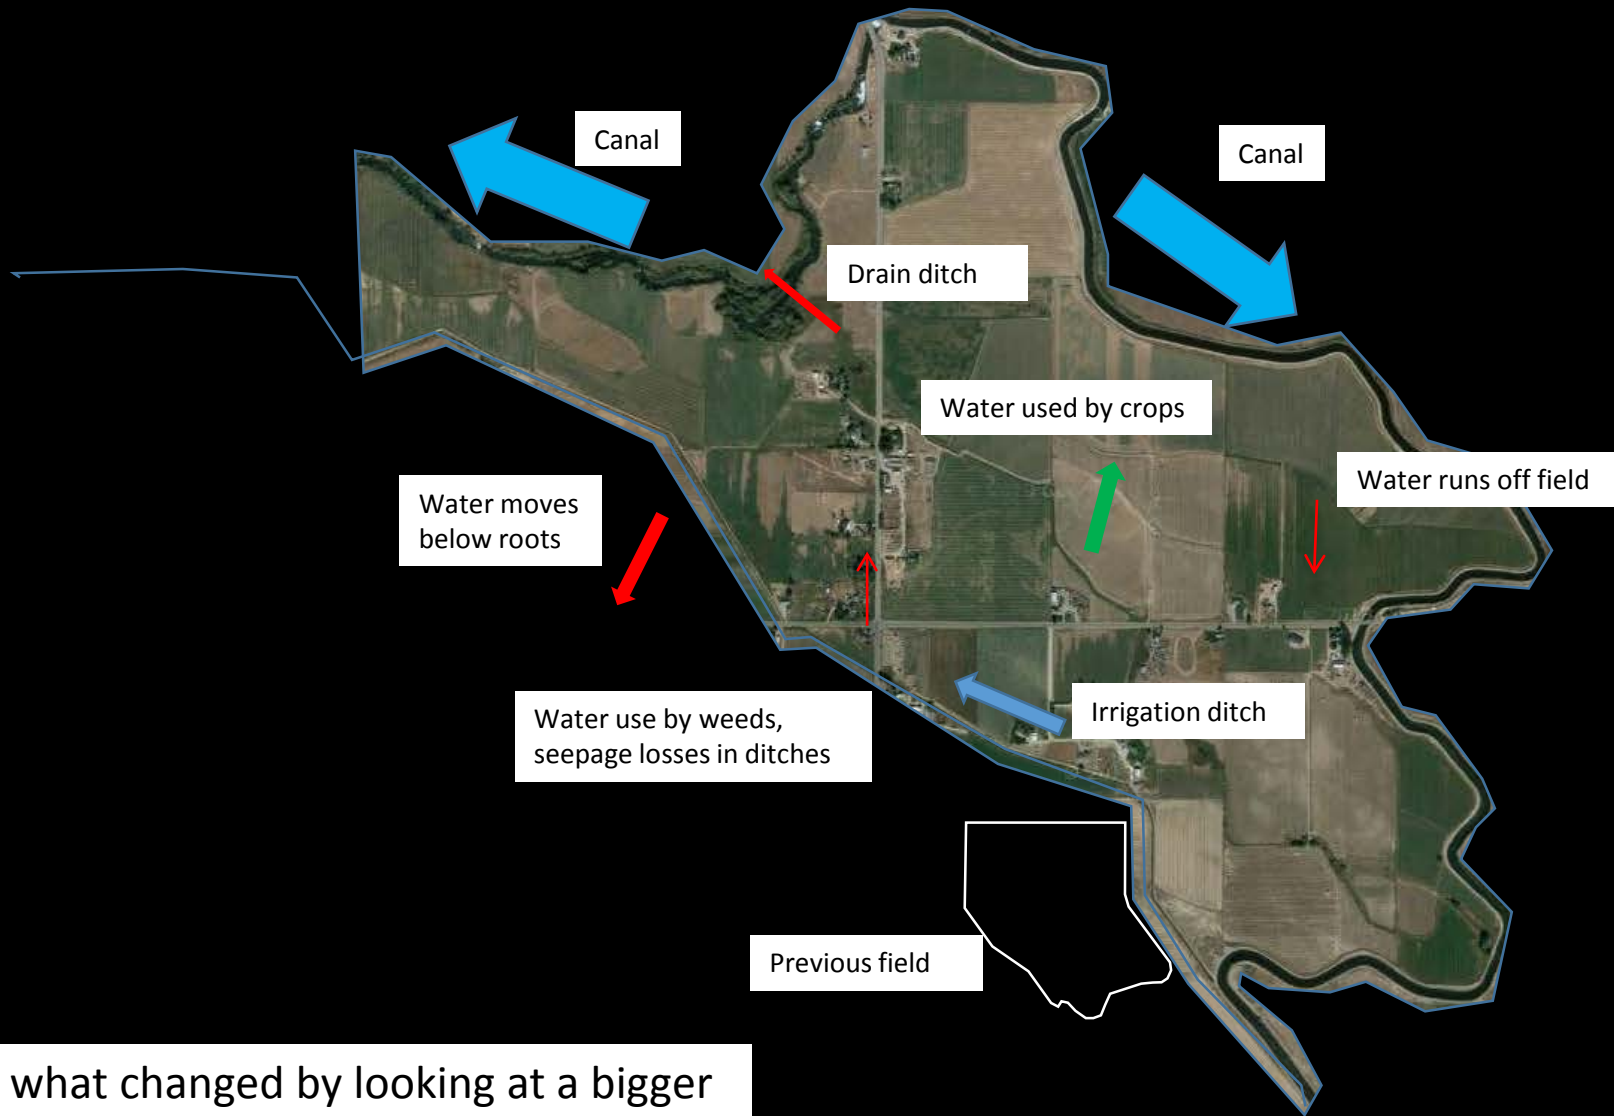 Canal
Canal
Drain ditch
Water used by crops
Water runs off field
Water moves
below roots
Irrigation ditch
Water use by weeds,
seepage losses in ditches
Previous field
what changed by looking at a bigger